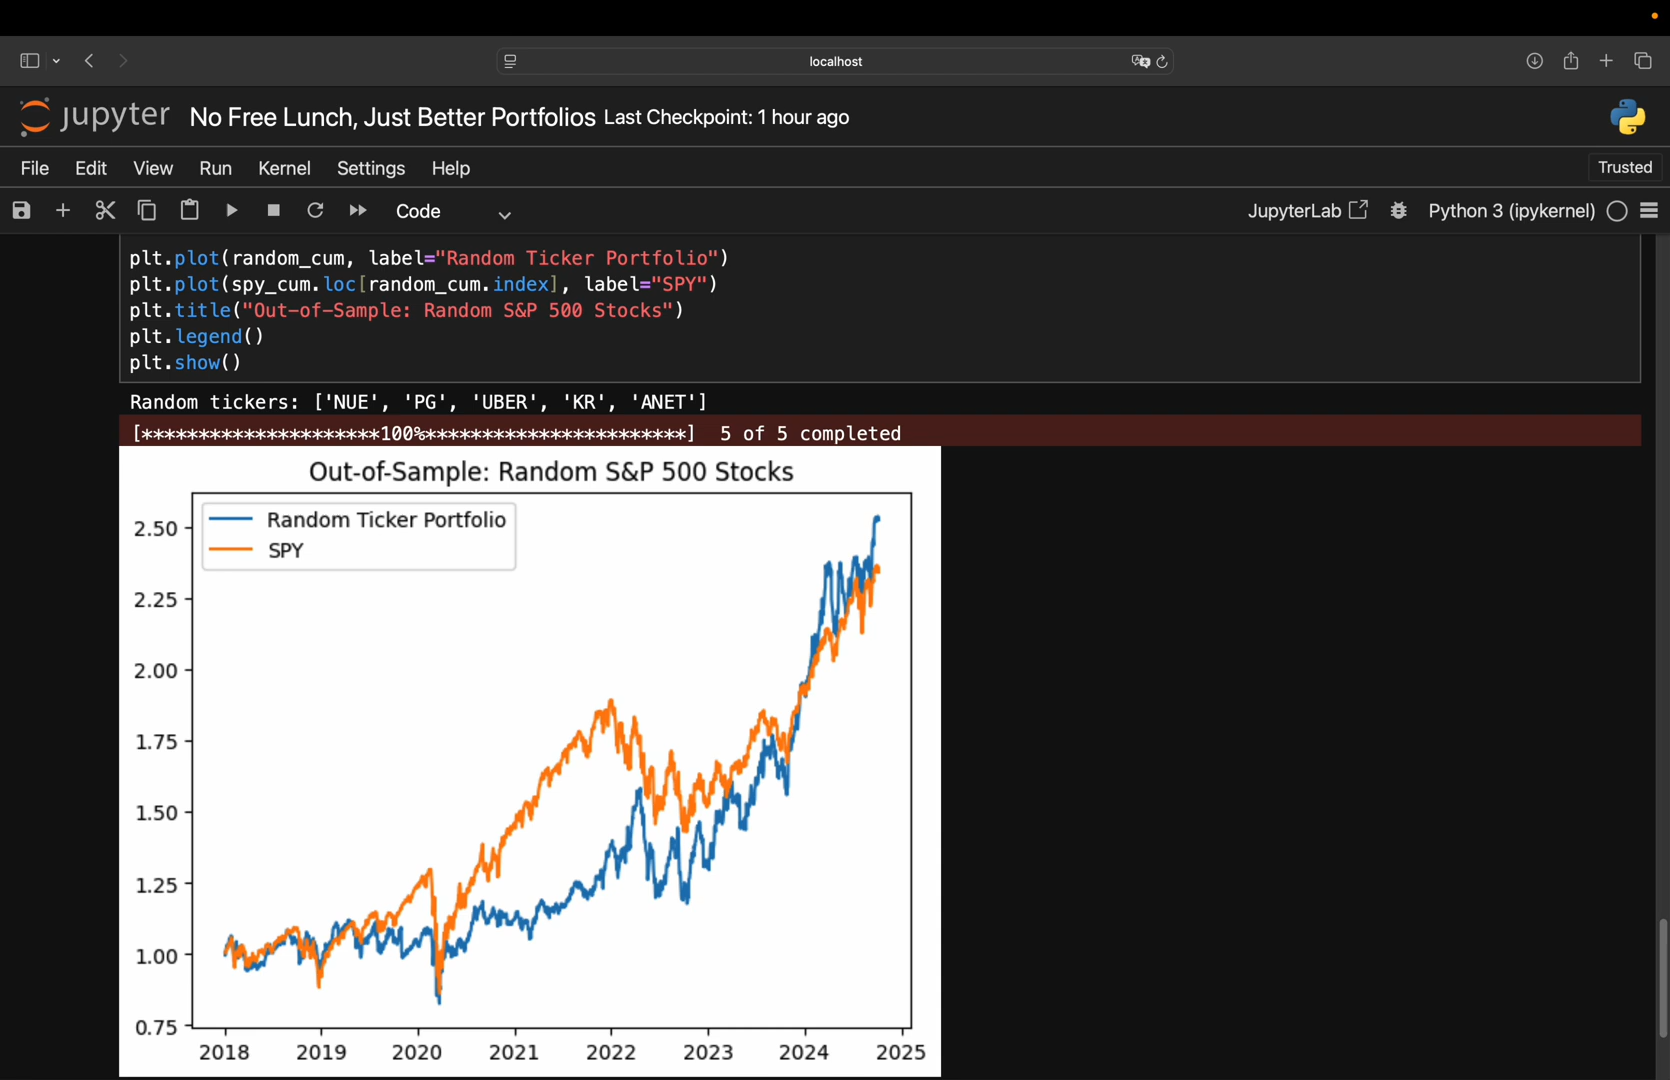 localhost
jupyter No Free Lunch, Just Better Portfolios Last Checkpoint: 1 hour ago
File Edit View Run Kernel Settings Help Trusted
Code JupyterLab Python 3 (ipykernel)
plt.plot(random_cum, label="Random Ticker Portfolio")
plt.plot(spy_cum.loc[random_cum.index], label="SPY")
plt.title("Out-of-Sample: Random S&P 500 Stocks")
plt.legend()
plt.show()
Random tickers: ['NUE', 'PG', 'UBER', 'KR', 'ANET']
[*********************100%***********************] 5 of 5 completed
Out-of-Sample: Random S&P 500 Stocks
Random Ticker Portfolio
SPY
2.50
2.25
2.00
1.75
1.50
1.25
1.00
0.75
2018 2019 2020 2021 2022 2023 2024 2025